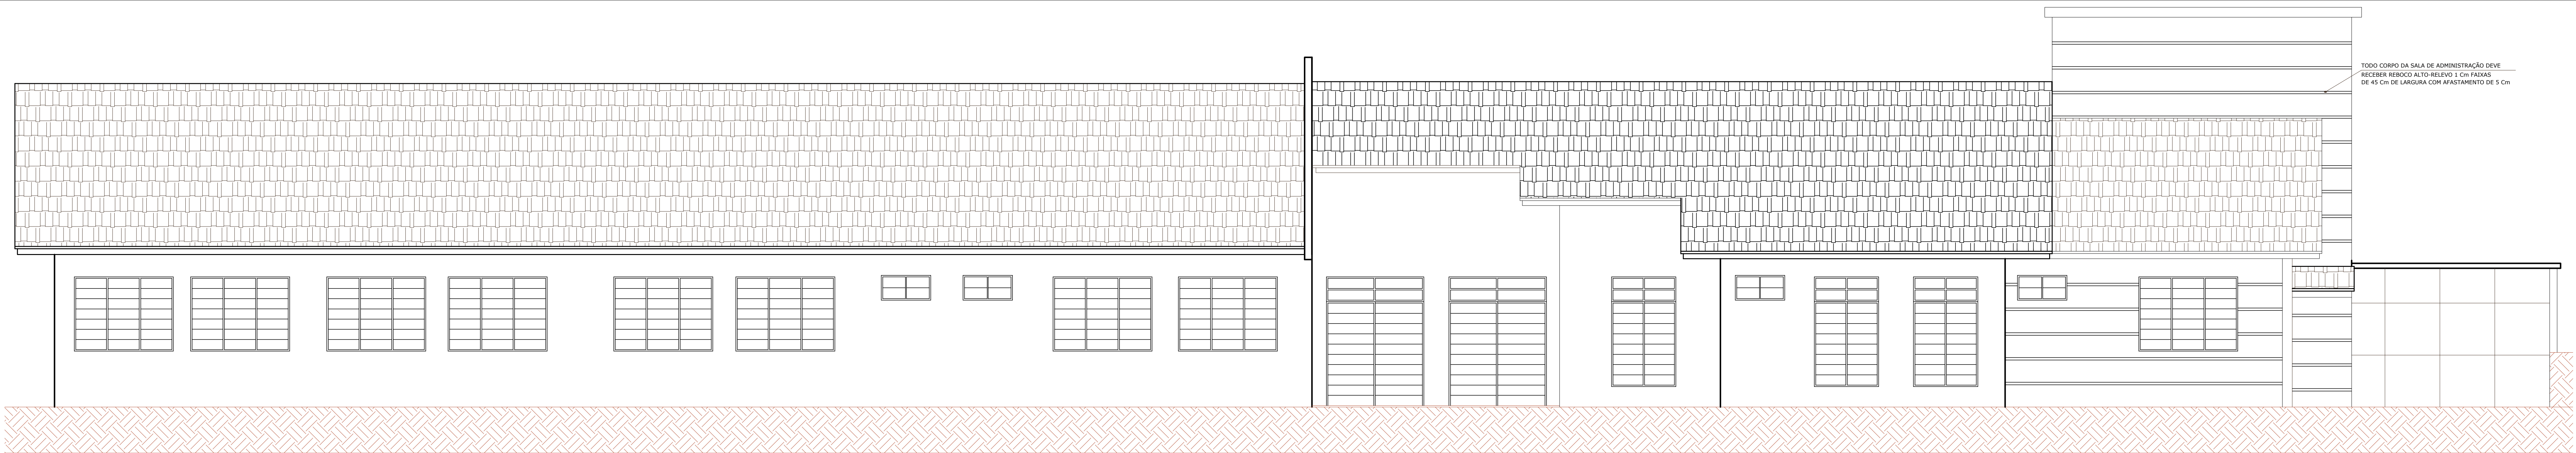 TODO CORPO DA SALA DE ADMINISTRAÇÃO DEVE
RECEBER REBOCO ALTO-RELEVO 1 Cm FAIXAS
DE 45 Cm DE LARGURA COM AFASTAMENTO DE 5 Cm